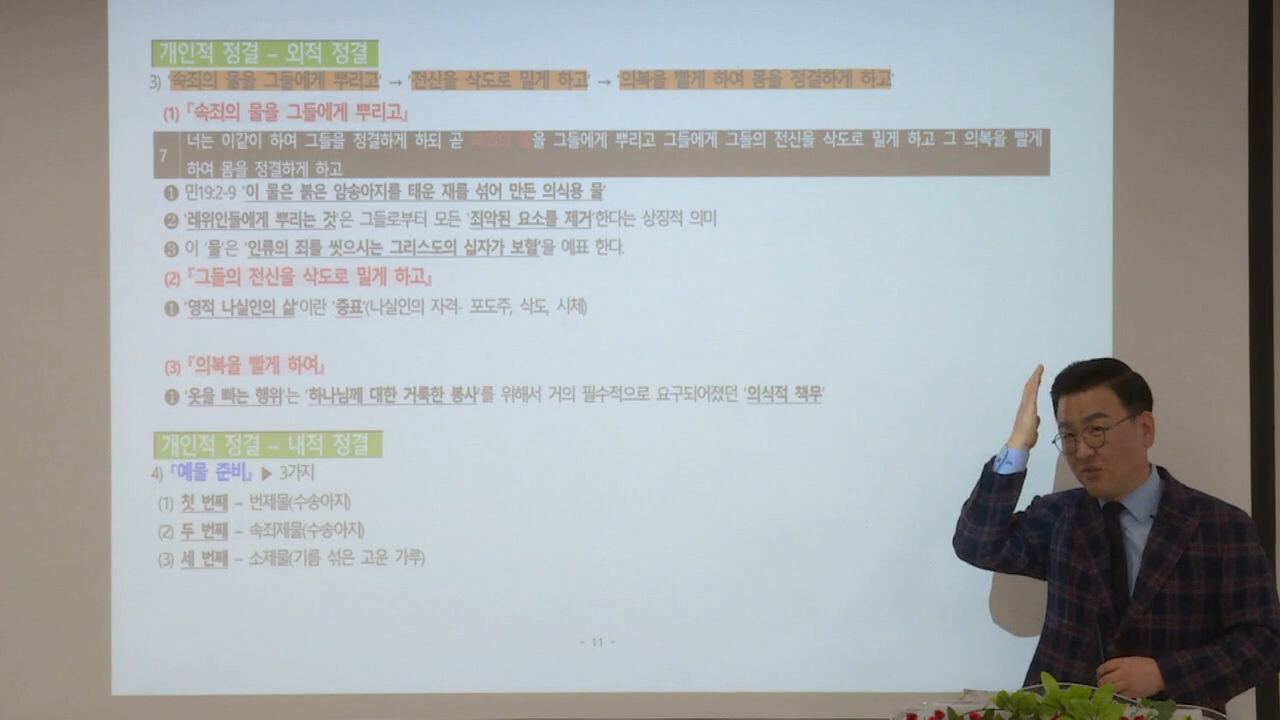 개인적 정결 – 외적 정결
3) '속죄의 물을 그들에게 뿌리고' → '전신을 삭도로 밀게 하고' → '의복을 빨게 하여 몸을 정결하게 하고'
(1) 『속죄의 물을 그들에게 뿌리고』
7 너는 이같이 하여 그들을 정결하게 하되 곧 속죄의 물을 그들에게 뿌리고 그들에게 그들의 전신을 삭도로 밀게 하고 그 의복을 빨게
하여 몸을 정결하게 하고
❶ 민19:2-9 '이 물은 붉은 암송아지를 태운 재를 섞어 만든 의식용 물'
❷ '레위인들에게 뿌리는 것'은 그들로부터 모든 '죄악된 요소를 제거'한다는 상징적 의미
❸ 이 '물'은 '인류의 죄를 씻으시는 그리스도의 십자가 보혈'을 예표 한다.
(2) 『그들의 전신을 삭도로 밀게 하고』
❶ '영적 나실인의 삶'이란 '증표'(나실인의 자격- 포도주, 삭도, 시체)
(3) 『의복을 빨게 하여』
❶ '옷을 빠는 행위'는 '하나님께 대한 거룩한 봉사'를 위해서 거의 필수적으로 요구되어졌던 '의식적 책무'
개인적 정결 – 내적 정결
4) 『예물 준비』 ▶ 3가지
(1) 첫 번째 – 번제물(수송아지)
(2) 두 번째 – 속죄제물(수송아지)
(3) 세 번째 – 소제물(기름 섞은 고운 가루)
- 11 -